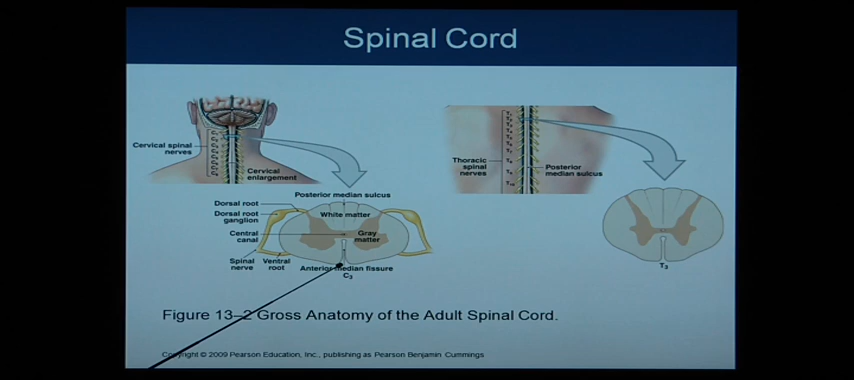 Spinal Cord
Cervical spinal
nerves
Cervical
enlargement
Thoracic
spinal
nerves
Posterior
median sulcus
Posterior median sulcus
Dorsal root
Dorsal root
ganglion
White matter
Central
canal
Gray
matter
Spinal
nerve
Ventral
root
Anterior median fissure
C3
T3
Figure 13–2 Gross Anatomy of the Adult Spinal Cord.
Copyright © 2009 Pearson Education, Inc., publishing as Pearson Benjamin Cummings